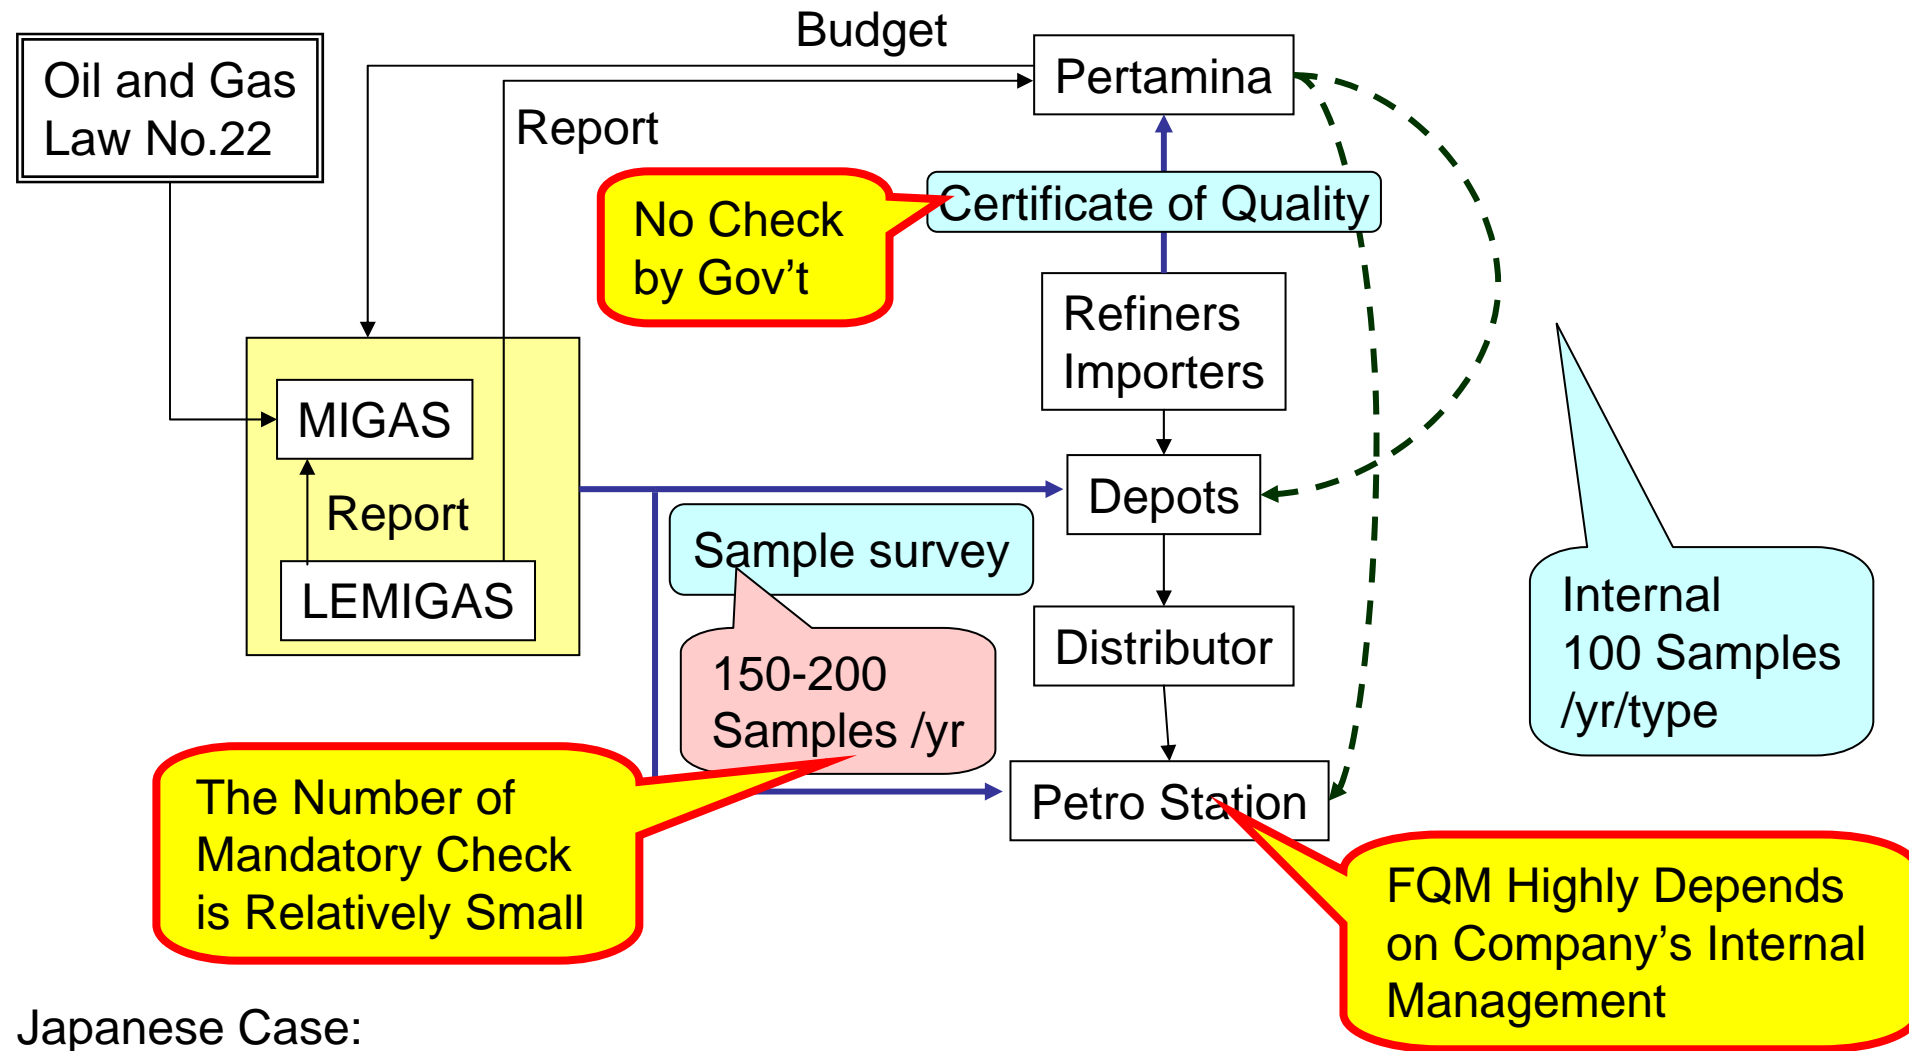 Budget
Oil and Gas
Law No.22
Pertamina
Report
No Check
by Gov’t
Certificate of Quality
Refiners
Importers
MIGAS
Report
LEMIGAS
Depots
Sample survey
150-200
Samples /yr
Distributor
Internal
100 Samples
/yr/type
The Number of
Mandatory Check
is Relatively Small
Petro Station
FQM Highly Depends
on Company’s Internal
Management
Japanese Case: